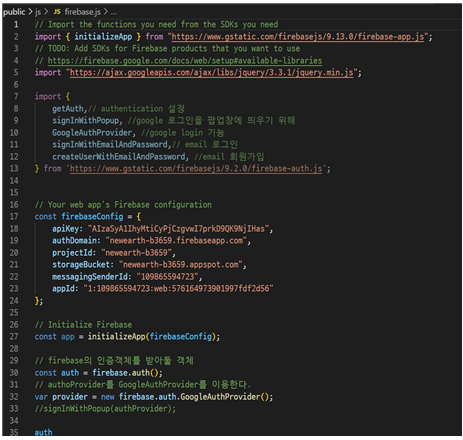 public > js > firebase.js > ...
1 // Import the functions you need from the SDKs you need
2 import { initializeApp } from "https://www.gstatic.com/firebasejs/9.13.0/firebase-app.js";
3 // TODO: Add SDKs for Firebase products that you want to use
4 // https://firebase.google.com/docs/web/setup#available-libraries
5 import "https://ajax.googleapis.com/ajax/libs/jquery/3.3.1/jquery.min.js";
6
7 import {
8 getAuth,// authentication 설정
9 signInWithPopup, //google 로그인을 팝업창에 띄우기 위해
10 GoogleAuthProvider, //google login 기능
11 signInWithEmailAndPassword,// email 로그인
12 createUserWithEmailAndPassword, //email 회원가입
13 } from 'https://www.gstatic.com/firebasejs/9.2.0/firebase-auth.js';
14
15
16 // Your web app's Firebase configuration
17 const firebaseConfig = {
18 apiKey: "AIzaSyA1IhyMtiCyPjCzgvwI7prkD9QK9NjIHas",
19 authDomain: "newearth-b3659.firebaseapp.com",
20 projectId: "newearth-b3659",
21 storageBucket: "newearth-b3659.appspot.com",
22 messagingSenderId: "109865594723",
23 appId: "1:109865594723:web:576164973901997fdf2d56"
24 };
25
26 // Initialize Firebase
27 const app = initializeApp(firebaseConfig);
28
29 // firebase의 인증객체를 받아둘 객체
30 const auth = firebase.auth();
31 // authoProvider를 GoogleAuthProvider를 이용한다.
32 var provider = new firebase.auth.GoogleAuthProvider();
33 //signInWithPopup(authProvider);
34
35 auth